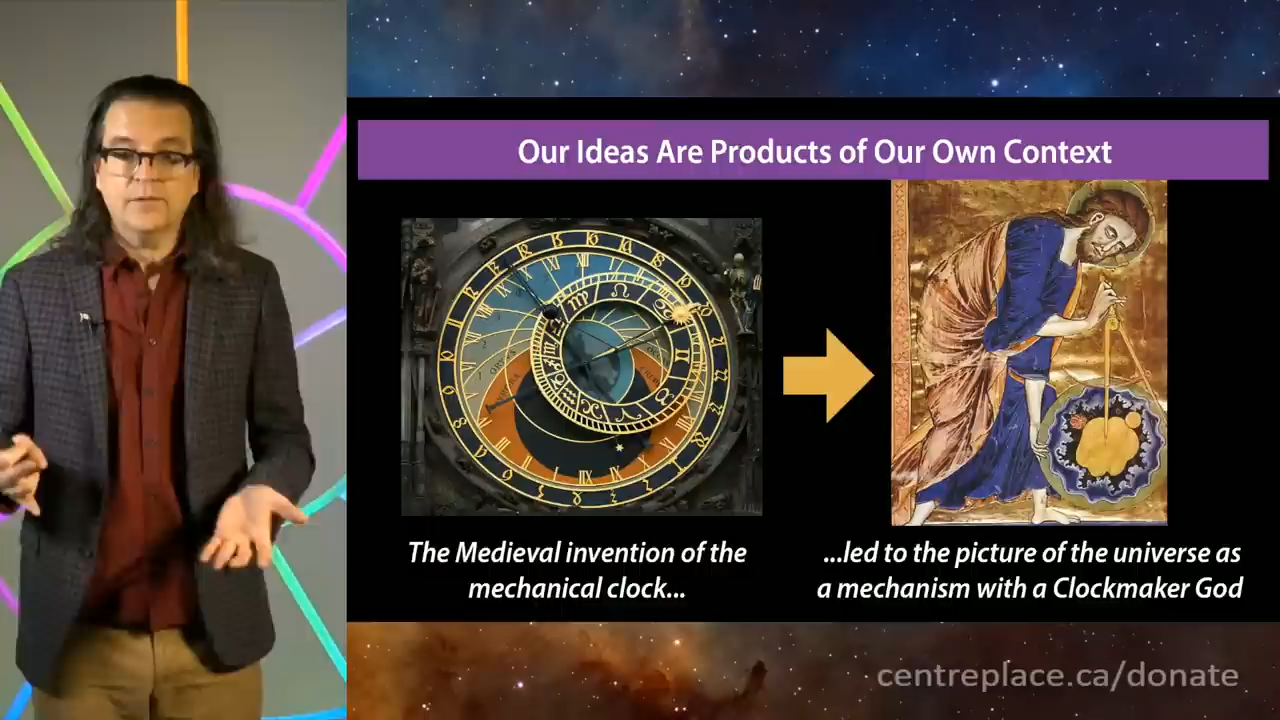 Our Ideas Are Products of Our Own Context
The Medieval invention of the
mechanical clock...
...led to the picture of the universe as
a mechanism with a Clockmaker God
centreplace.ca/donate